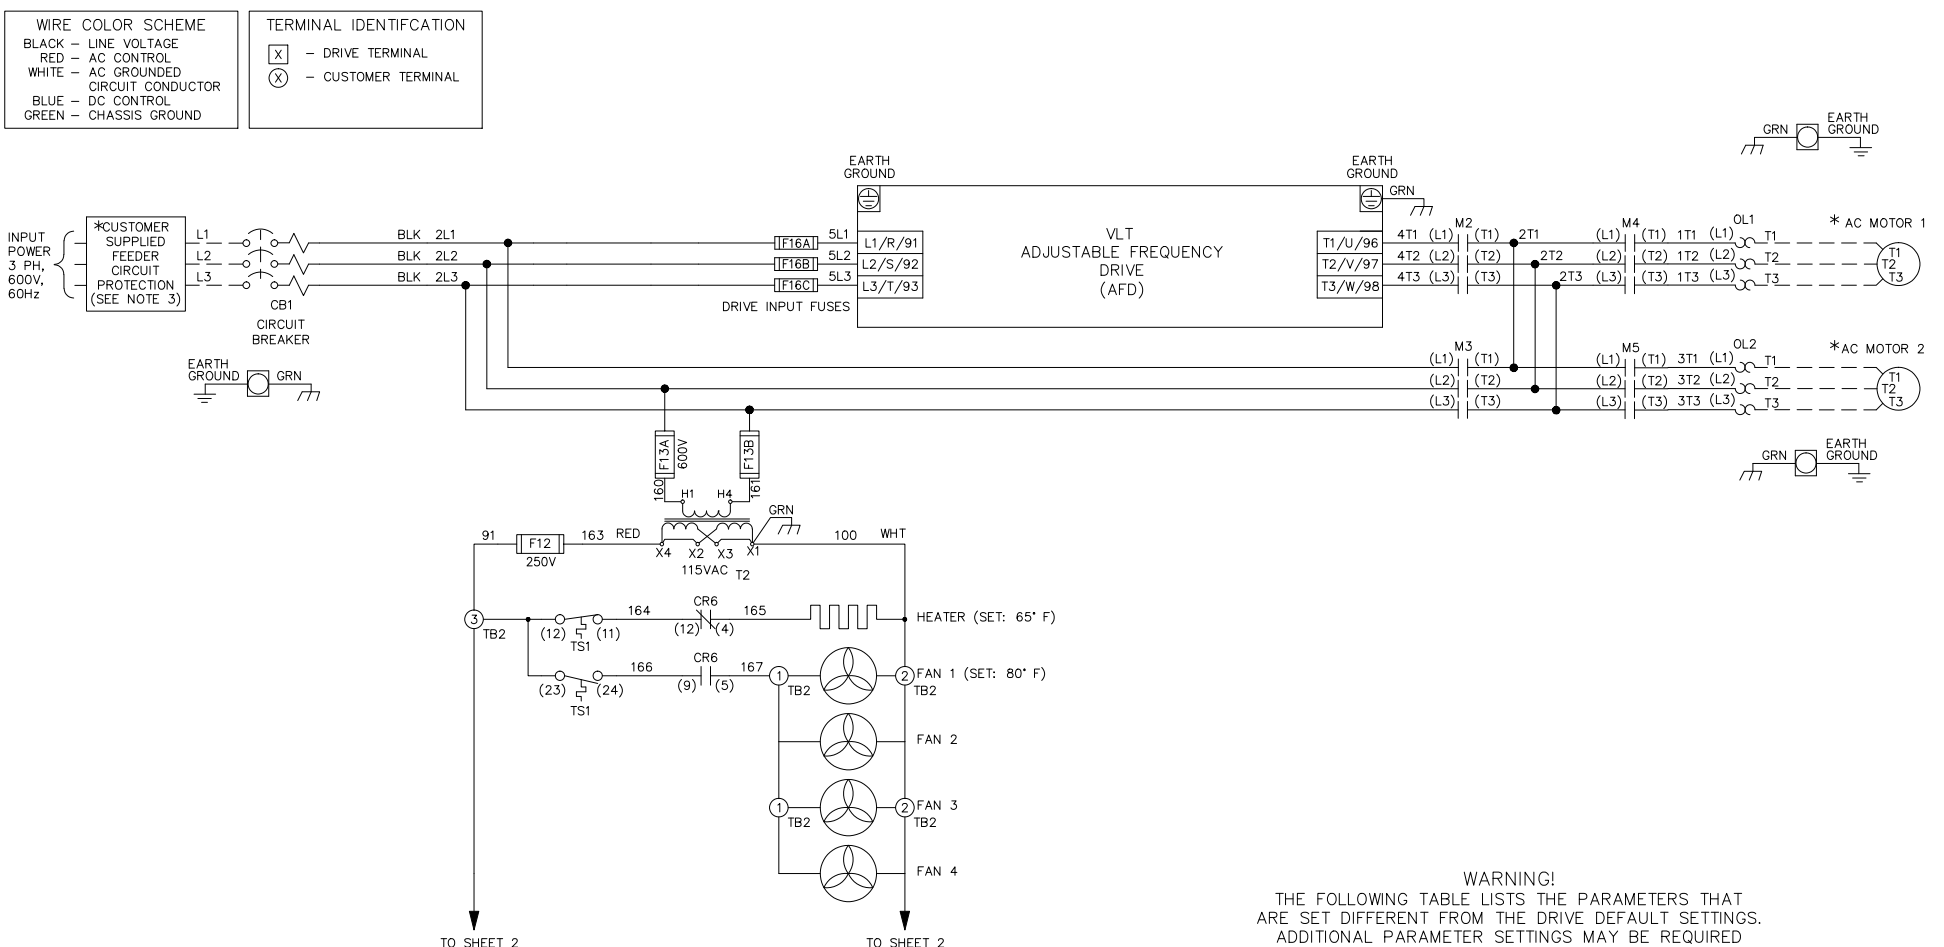 WIRE COLOR SCHEME
BLACK – LINE VOLTAGE
RED – AC CONTROL
WHITE – AC GROUNDED
CIRCUIT CONDUCTOR
BLUE – DC CONTROL
GREEN – CHASSIS GROUND
TERMINAL IDENTIFCATION
X – DRIVE TERMINAL
X – CUSTOMER TERMINAL
GRN
EARTH
GROUND
INPUT
POWER
3 PH,
600V,
60Hz
*CUSTOMER
SUPPLIED
FEEDER
CIRCUIT
PROTECTION
(SEE NOTE 3)
L1
L2
L3
CB1
CIRCUIT
BREAKER
BLK 2L1
BLK 2L2
BLK 2L3
F16A 5L1
F16B 5L2
F16C 5L3
DRIVE INPUT FUSES
EARTH
GROUND
L1/R/91
L2/S/92
L3/T/93
VLT
ADJUSTABLE FREQUENCY
DRIVE
(AFD)
EARTH
GROUND
GRN
T1/U/96
T2/V/97
T3/W/98
M2
4T1 (L1) (T1) 2T1
4T2 (L2) (T2) 2T2
4T3 (L3) (T3) 2T3
M4
(L1) (T1) 1T1 (L1)
(L2) (T2) 1T2 (L2)
(L3) (T3) 1T3 (L3)
OL1
T1
T2
T3
* AC MOTOR 1
T1
T2
T3
M3
(L1) (T1)
(L2) (T2)
(L3) (T3)
M5
(L1) (T1) 3T1 (L1)
(L2) (T2) 3T2 (L2)
(L3) (T3) 3T3 (L3)
OL2
T1
T2
T3
*AC MOTOR 2
T1
T2
T3
EARTH
GROUND
GRN
GRN
EARTH
GROUND
F13A
600V
F13B
160
161
H1 H4
GRN
91
F12
250V
163 RED
X4 X2 X3 X1
115VAC T2
100 WHT
3
TB2
(12) (11)
TS1
164
CR6
(12) (4)
165
HEATER (SET: 65° F)
(23) (24)
TS1
166
CR6
(9) (5)
167
1
TB2
2
TB2
FAN 1 (SET: 80° F)
FAN 2
1
TB2
2
TB2
FAN 3
FAN 4
TO SHEET 2
TO SHEET 2
WARNING!
THE FOLLOWING TABLE LISTS THE PARAMETERS THAT
ARE SET DIFFERENT FROM THE DRIVE DEFAULT SETTINGS.
ADDITIONAL PARAMETER SETTINGS MAY BE REQUIRED